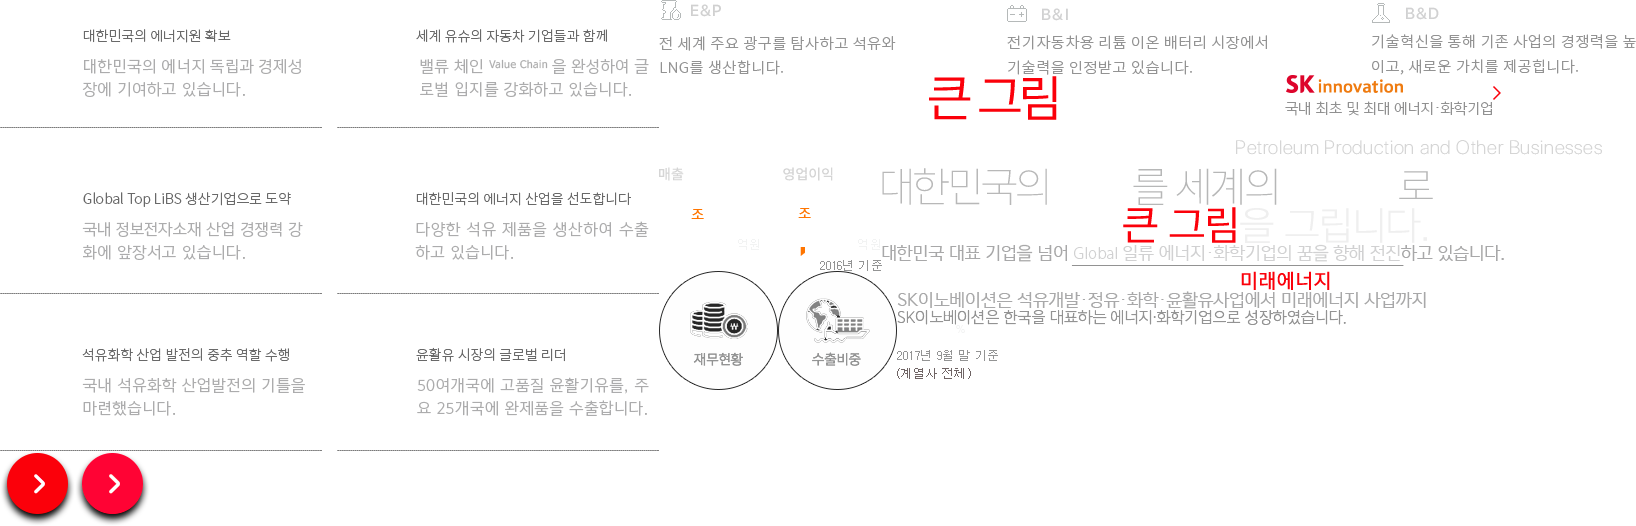 대한민국의 에너지원 확보
대한민국의 에너지 독립과 경제성
장에 기여하고 있습니다.
세계 유슈의 자동차 기업들과 함께
밸류 체인 Value Chain 을 완성하여 글
로벌 입지를 강화하고 있습니다.
E&P
전 세계 주요 광구를 탐사하고 석유와
LNG를 생산합니다.
B&I
전기자동차용 리튬 이온 배터리 시장에서
기술력을 인정받고 있습니다.
B&D
기술혁신을 통해 기존 사업의 경쟁력을 높
이고, 새로운 가치를 제공합니다.
큰 그림
SK innovation
국내 최초 및 최대 에너지·화학기업
Petroleum Production and Other Businesses
Global Top LiBS 생산기업으로 도약
국내 정보전자소재 산업 경쟁력 강
화에 앞장서고 있습니다.
대한민국의 에너지 산업을 선도합니다
다양한 석유 제품을 생산하여 수출
하고 있습니다.
매출
영업이익
조
조
억원
억원
2016년 기준
대한민국의 를 세계의 로
큰 그림을 그립니다.
대한민국 대표 기업을 넘어 Global 일류 에너지·화학기업의 꿈을 향해 전진하고 있습니다.
미래에너지
SK이노베이션은 석유개발·정유·화학·윤활유사업에서 미래에너지 사업까지
SK이노베이션은 한국을 대표하는 에너지·화학기업으로 성장하였습니다.
재무현황
수출비중
2017년 9월 말 기준
(계열사 전체)
석유화학 산업 발전의 중추 역할 수행
국내 석유화학 산업발전의 기틀을
마련했습니다.
윤활유 시장의 글로벌 리더
50여개국에 고품질 윤활기유를, 주
요 25개국에 완제품을 수출합니다.